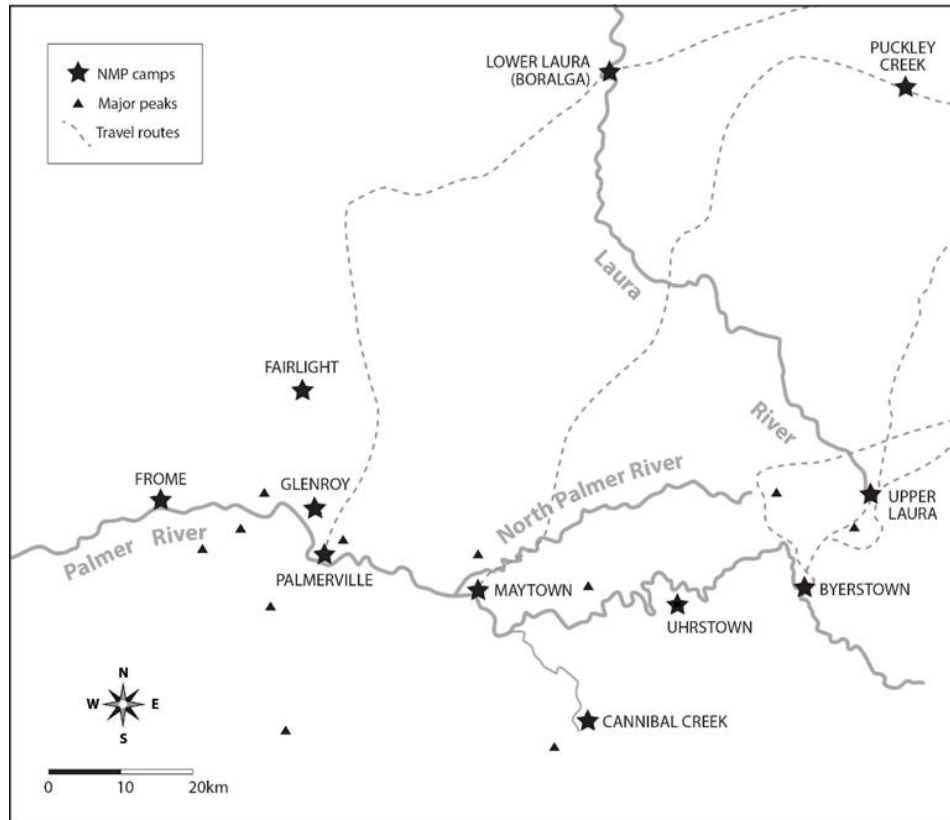 NMP camps
Major peaks
Travel routes
LOWER LAURA
(BORALGA)
PUCKLEY
CREEK
Laura
River
FAIRLIGHT
FROME
GLENROY
North Palmer River
UPPER
LAURA
Palmer River
PALMERVILLE
MAYTOWN
BYERSTOWN
UHRSTOWN
N
W E
S
CANNIBAL CREEK
0 10 20km